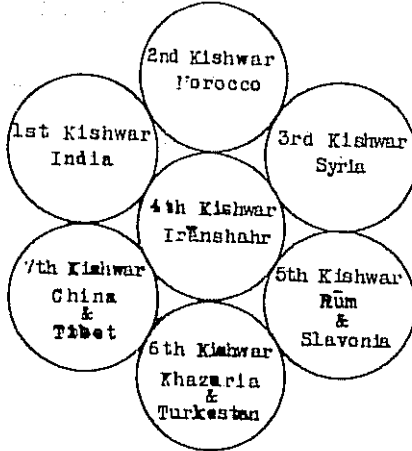 2nd Kishwar
Morocco
1st Kishwar
India
3rd Kishwar
Syria
4th Kishwar
Irānshahr
7th Kishwar
China
&
Tibet
5th Kishwar
Rūm
&
Slavonia
6th Kishwar
Khazaria
&
Turkestan